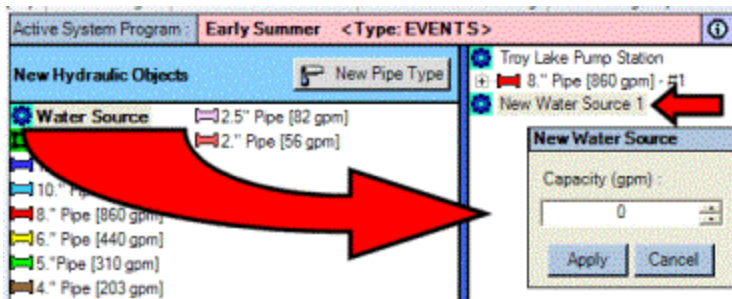 Active System Program : Early Summer <Type: EVENTS>
New Hydraulic Objects
New Pipe Type
Water Source
2.5" Pipe [82 gpm]
2." Pipe [56 gpm]
10."
8." Pipe [860 gpm]
6." Pipe [440 gpm]
5."Pipe [310 gpm]
4." Pipe [203 gpm]
Troy Lake Pump Station
8." Pipe [860 gpm] - #1
New Water Source 1
New Water Source
Capacity (gpm) :
0
Apply Cancel